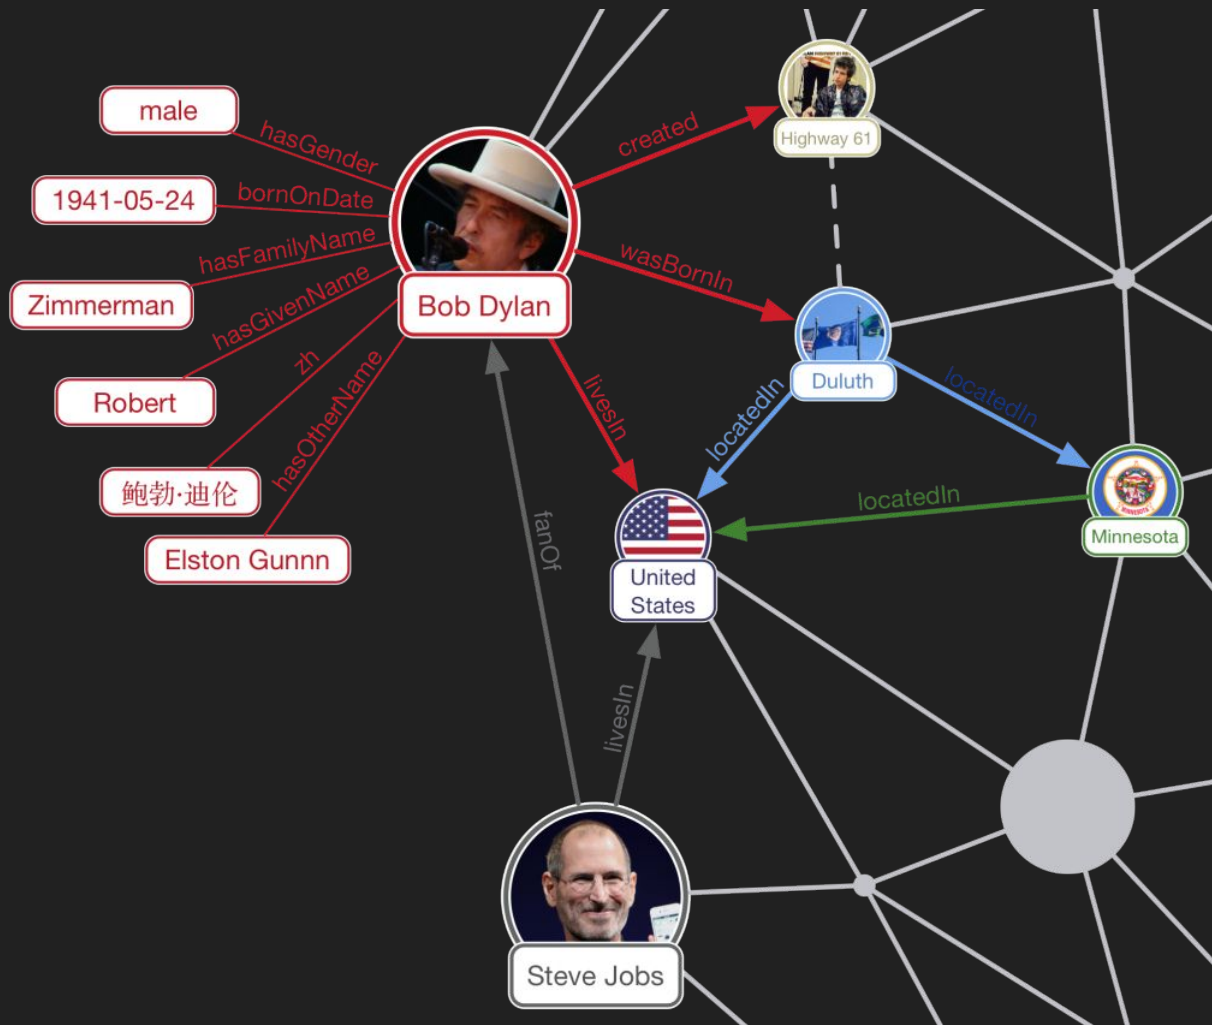 male
hasGender
created
Highway 61
1941-05-24
bornOnDate
hasFamilyName
Zimmerman
hasGivenName
Bob Dylan
wasBornIn
Robert
zh
hasOtherName
livesIn
Duluth
locatedIn
locatedIn
鲍勃·迪伦
Elston Gunnn
fanOf
locatedIn
Minnesota
United
States
livesIn
Steve Jobs